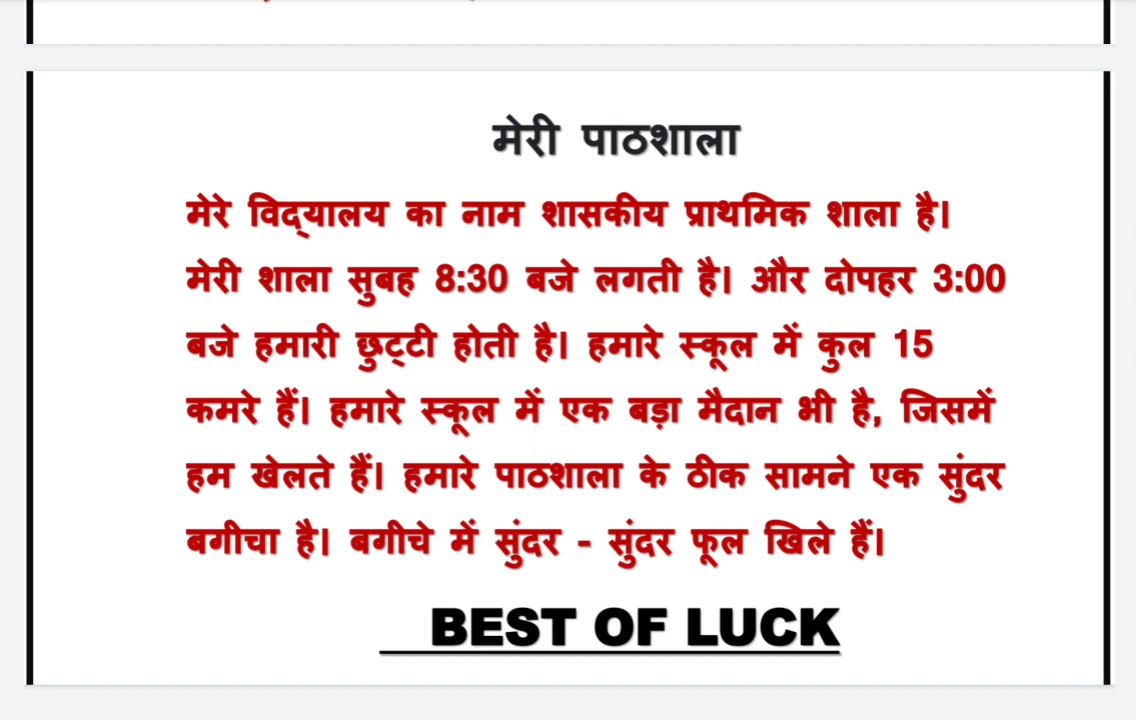 मेरी पाठशाला
मेरे विद्यालय का नाम शासकीय प्राथमिक शाला है।
मेरी शाला सुबह 8:30 बजे लगती है। और दोपहर 3:00
बजे हमारी छुट्टी होती है। हमारे स्कूल में कुल 15
कमरे हैं। हमारे स्कूल में एक बड़ा मैदान भी है, जिसमें
हम खेलते हैं। हमारे पाठशाला के ठीक सामने एक सुंदर
बगीचा है। बगीचे में सुंदर - सुंदर फूल खिले हैं।
BEST OF LUCK